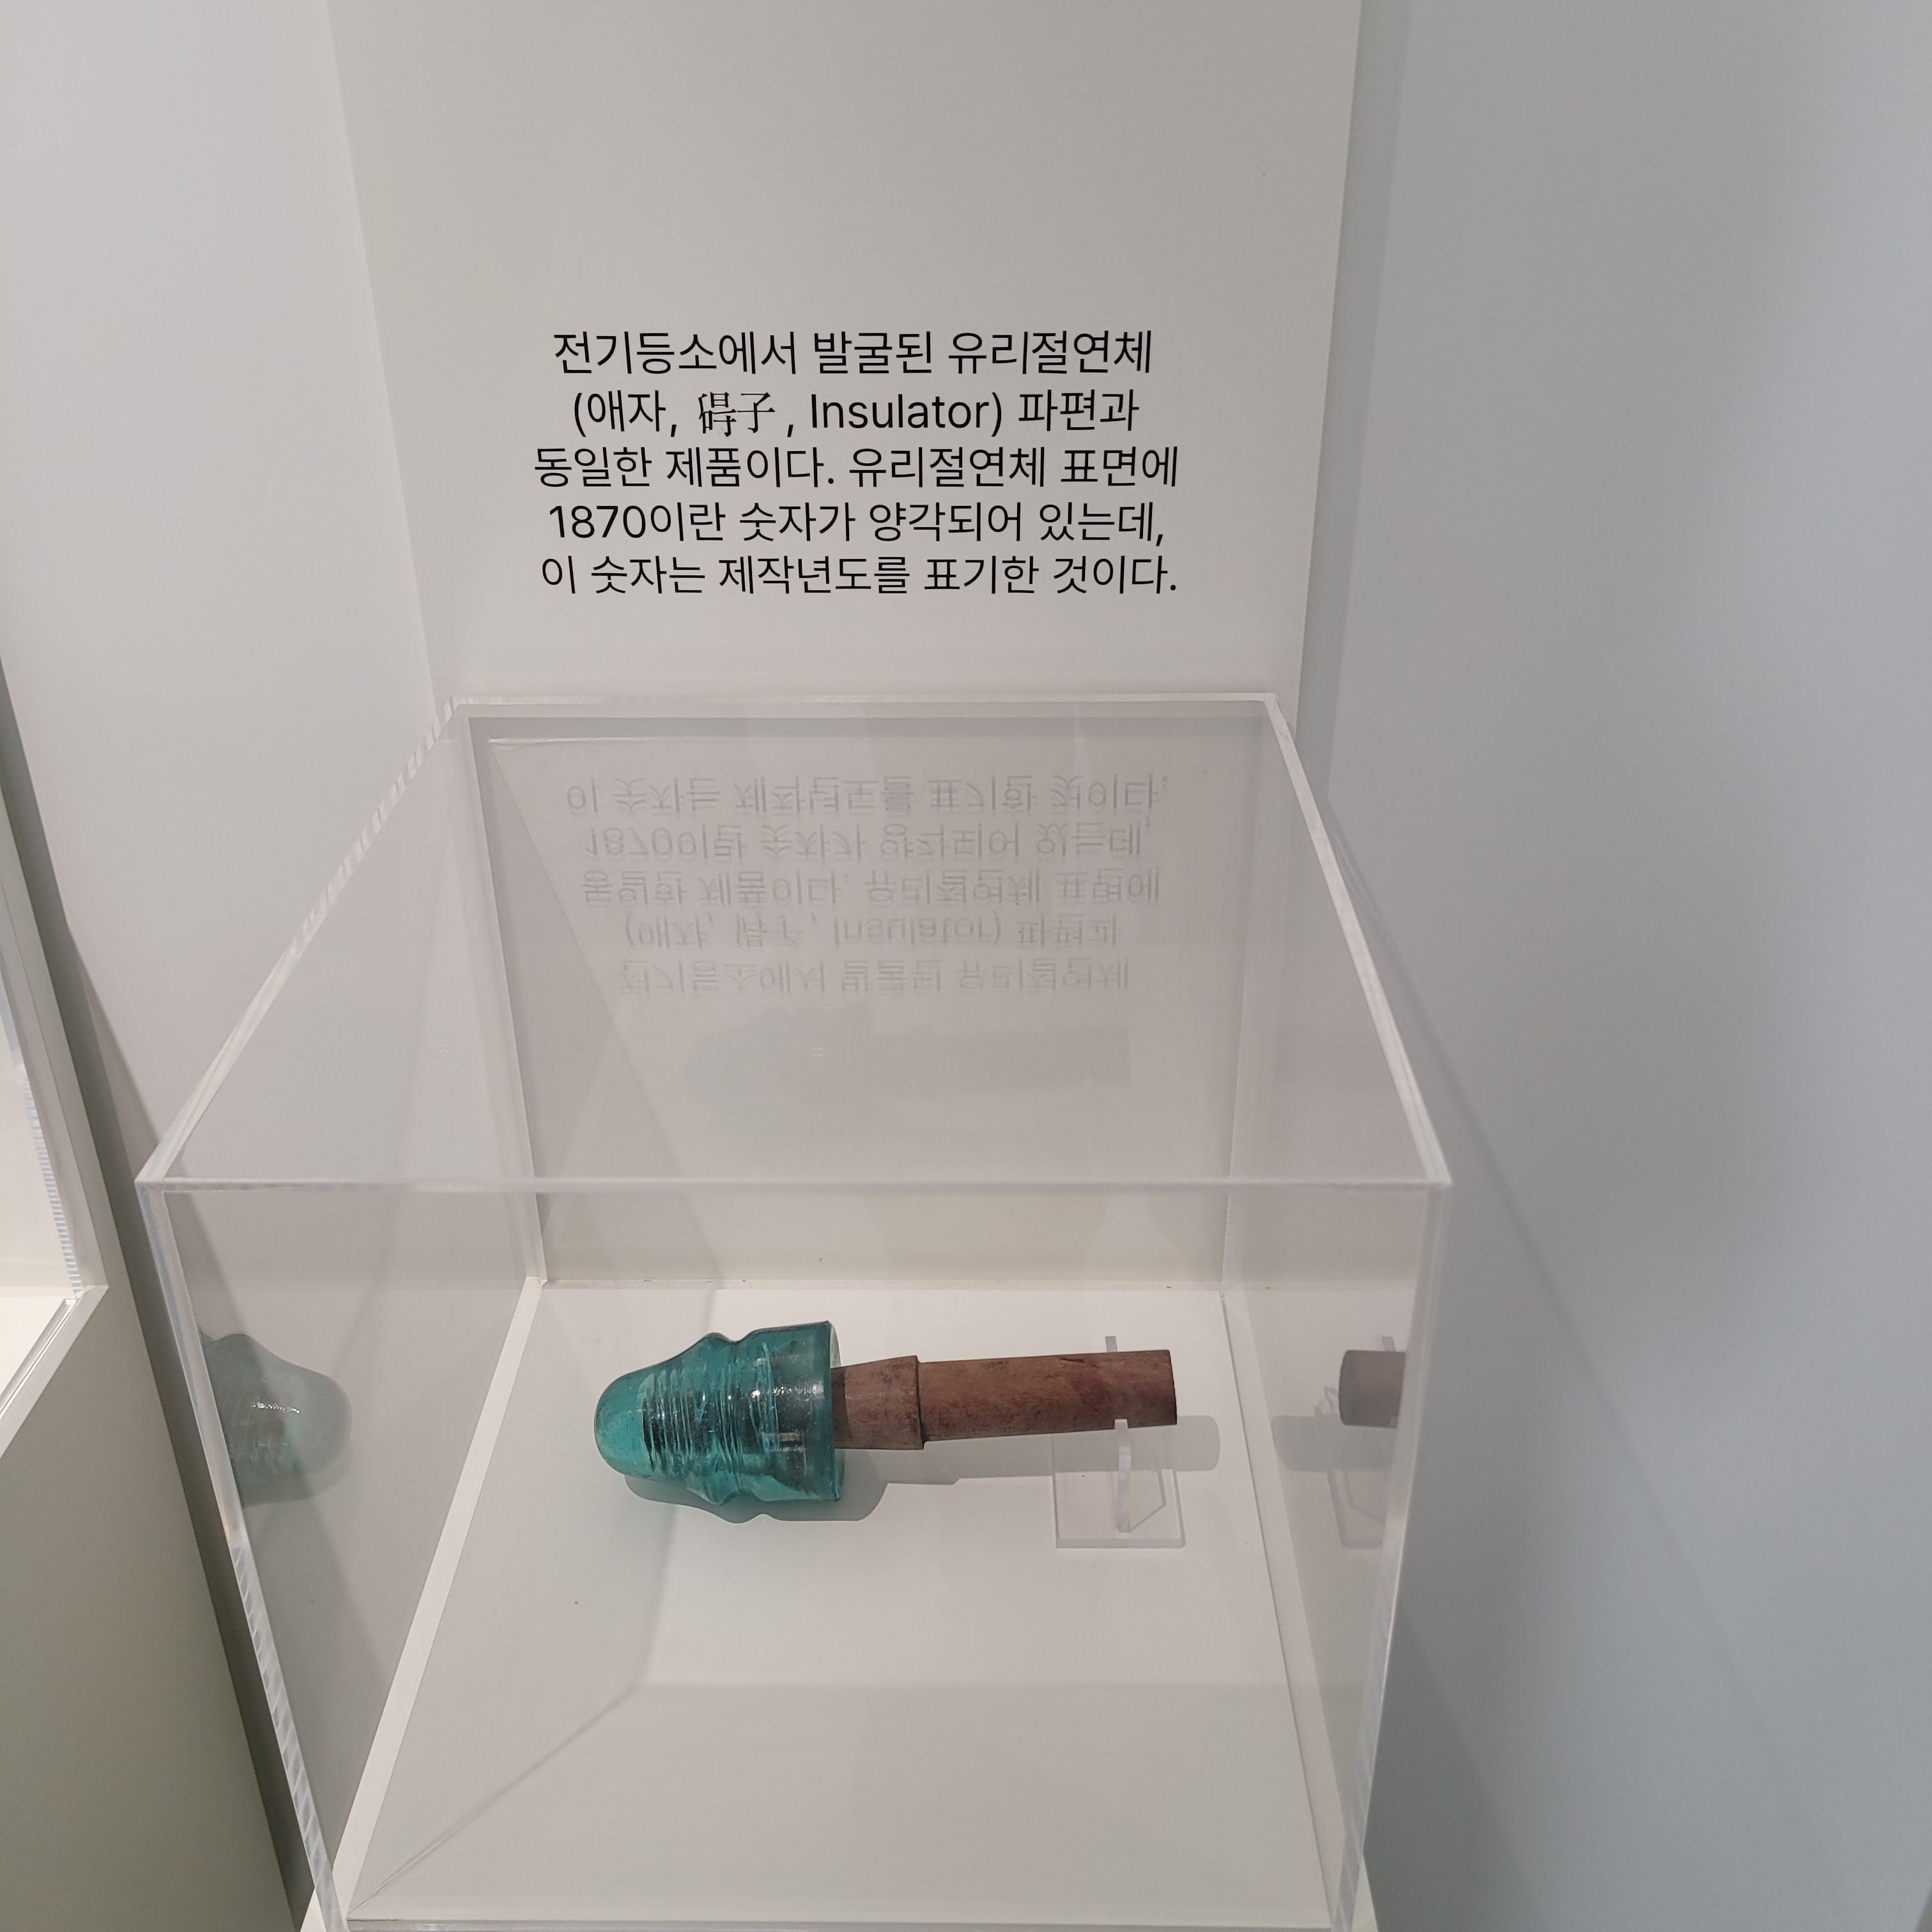 전기등소에서 발굴된 유리절연체
(애자, 碍子, Insulator) 파편과
동일한 제품이다. 유리절연체 표면에
1870이란 숫자가 양각되어 있는데,
이 숫자는 제작년도를 표기한 것이다.